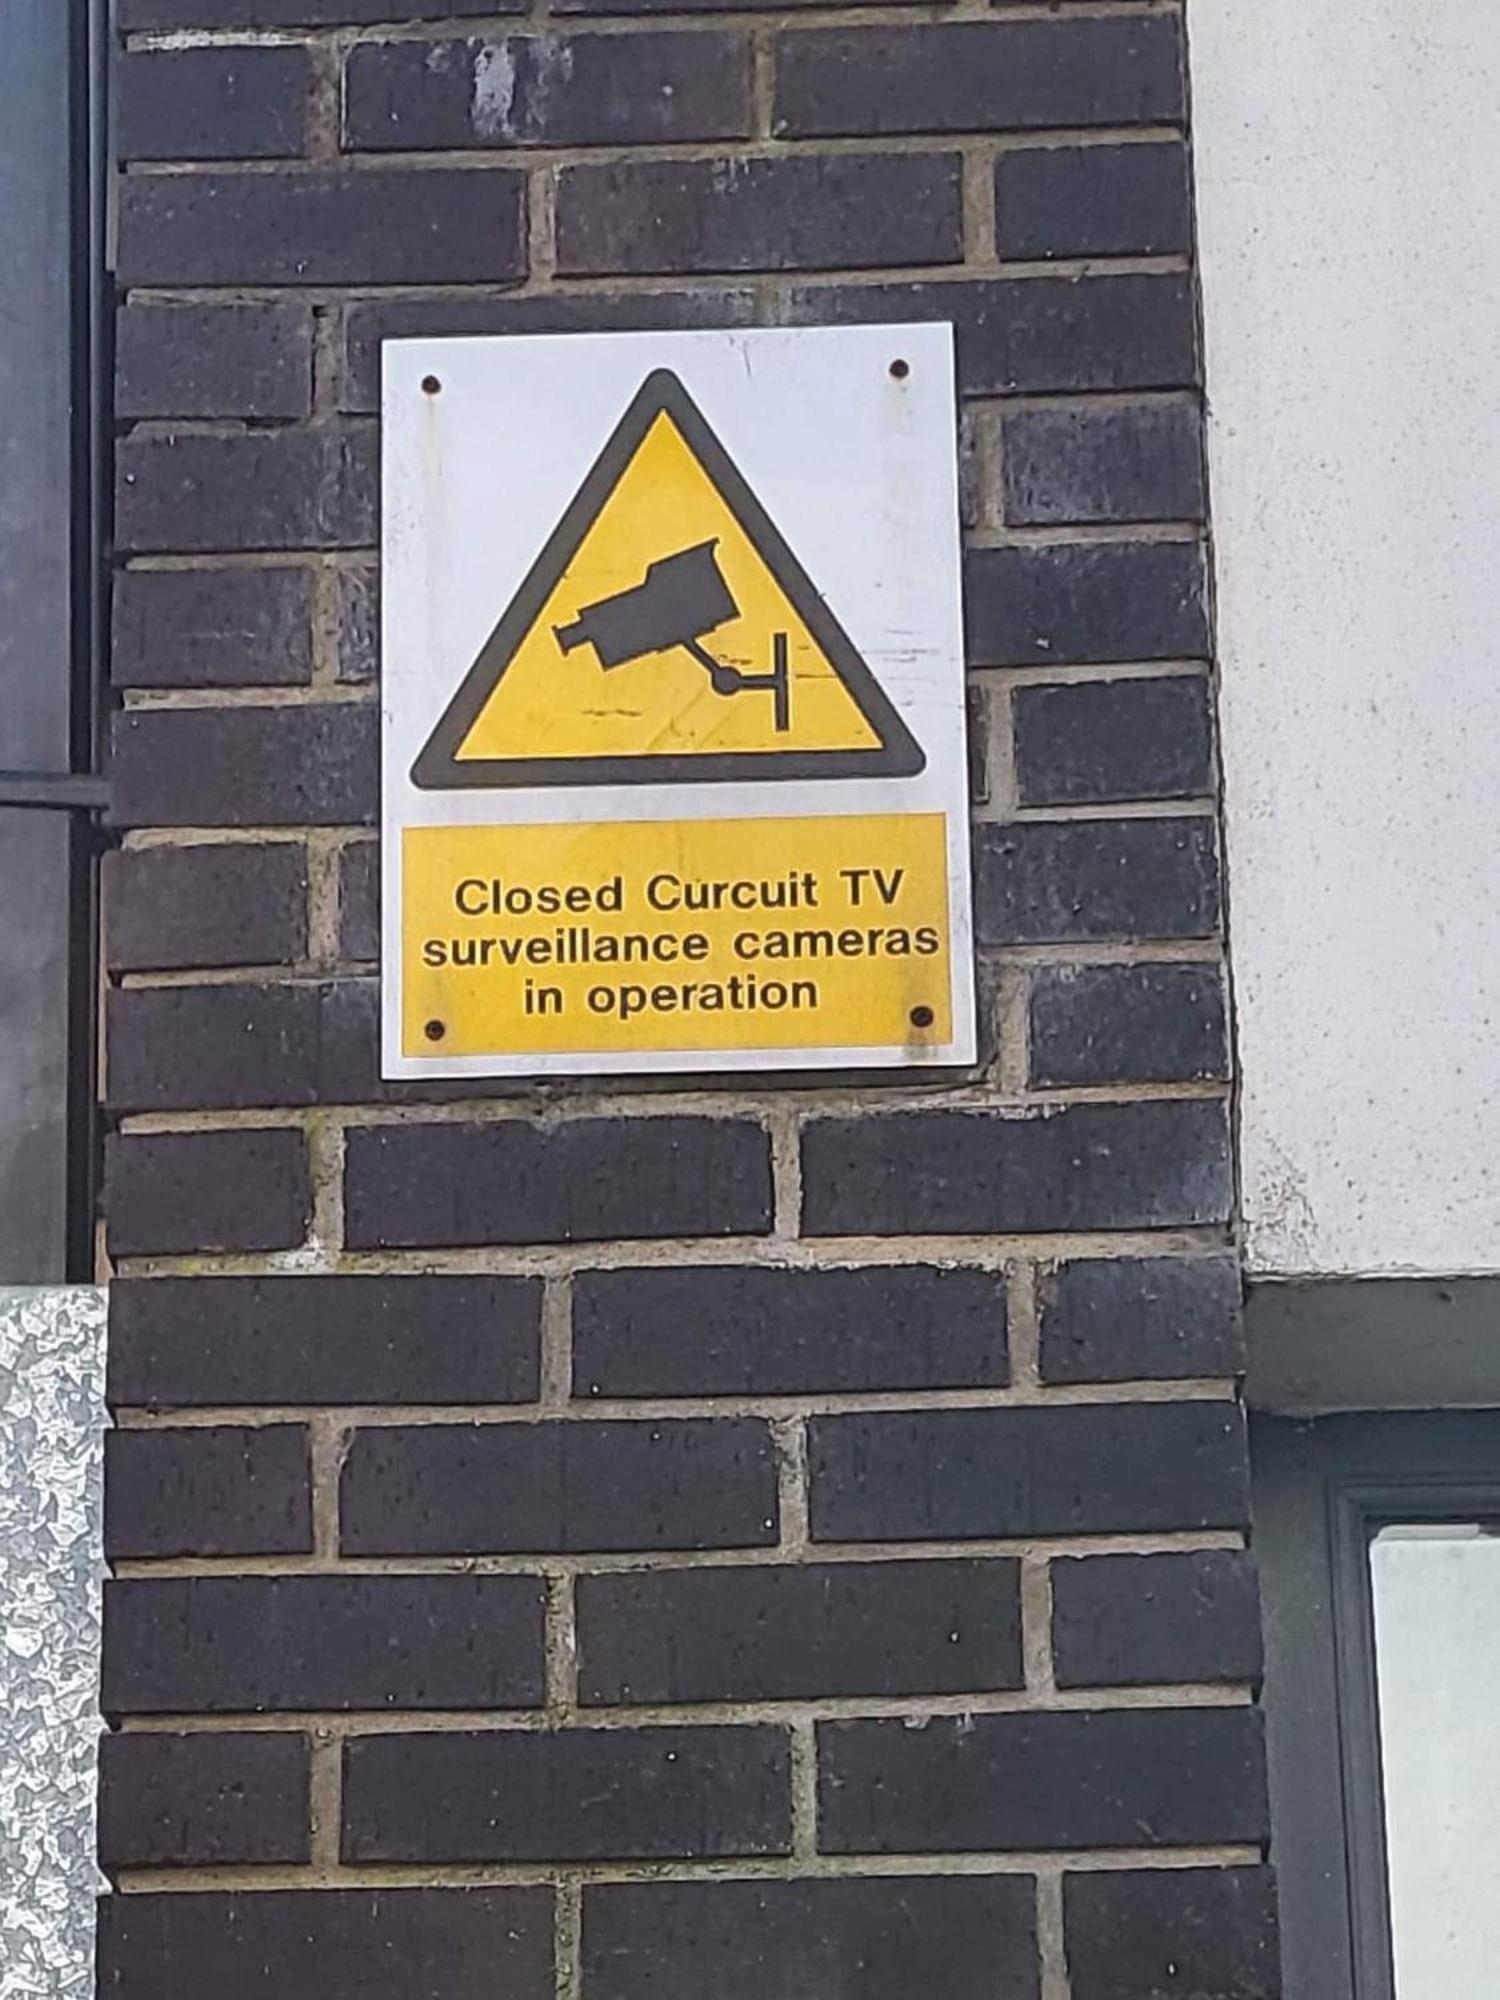 Closed Curcuit TV
surveillance cameras
in operation